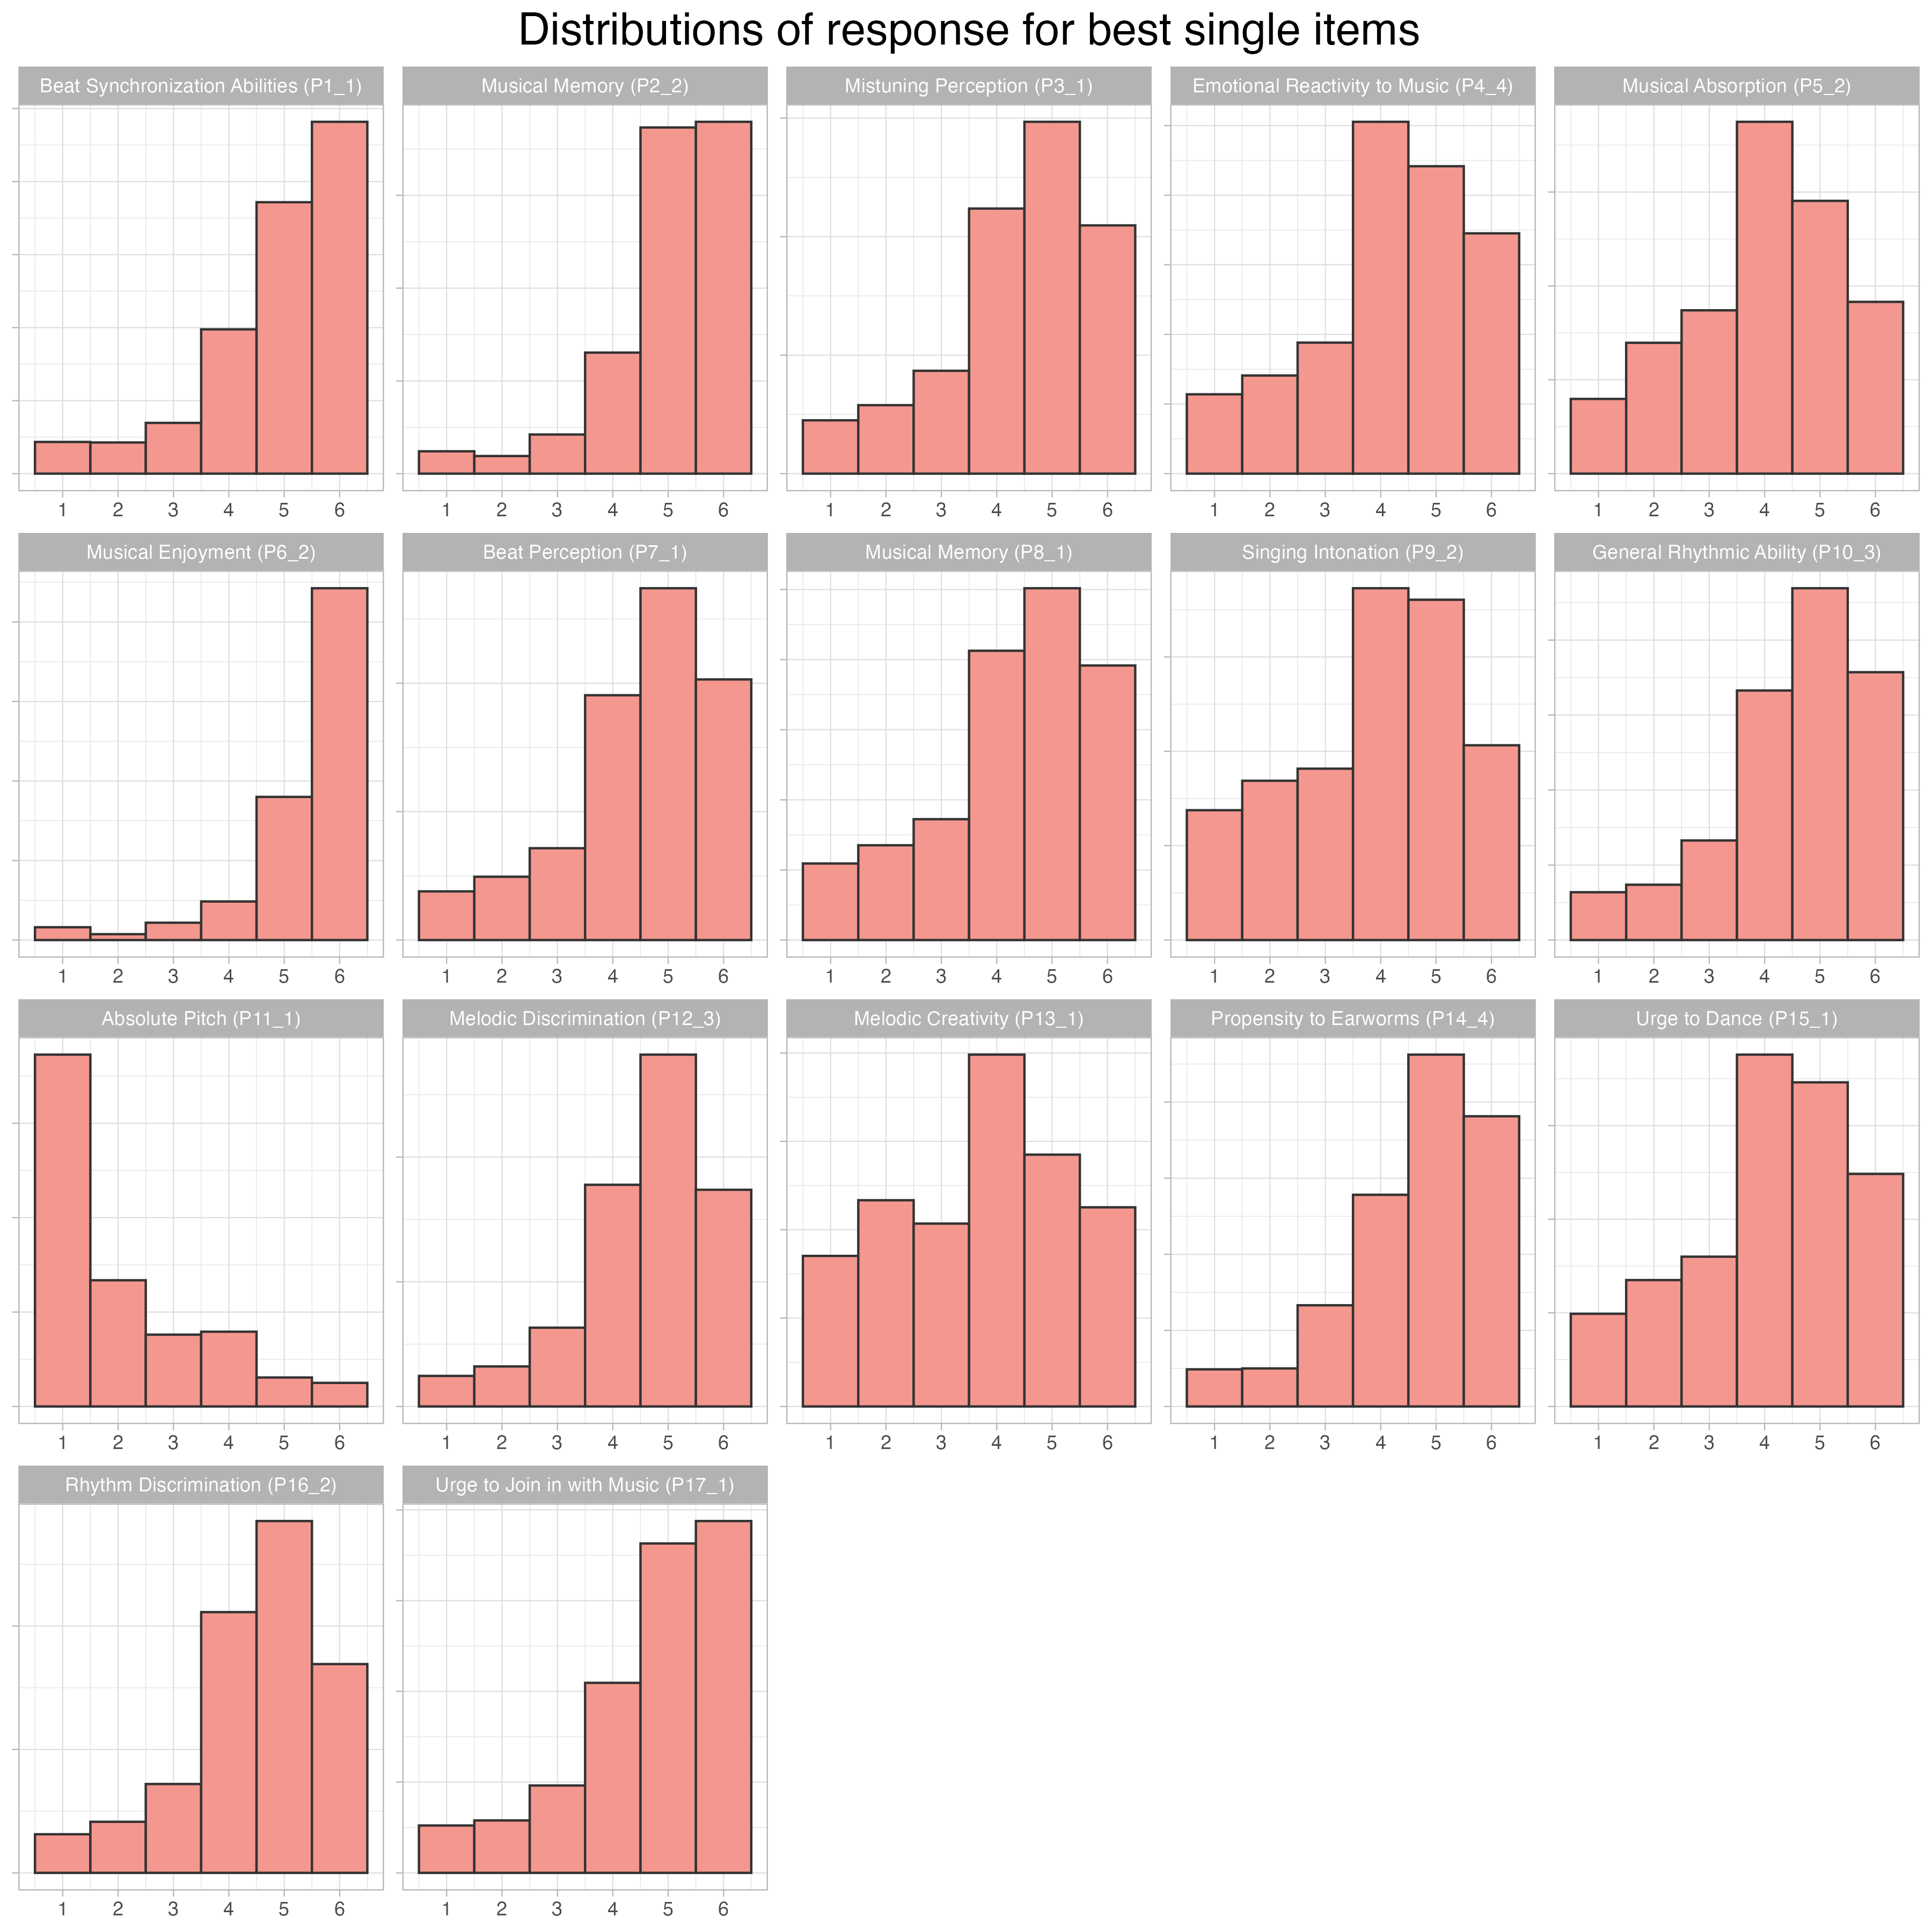 Distributions of response for best single items
Beat Synchronization Abilities (P1_1)
Musical Memory (P2_2)
Mistuning Perception (P3_1)
Emotional Reactivity to Music (P4_4)
Musical Absorption (P5_2)
1 2 3 4 5 6
1 2 3 4 5 6
1 2 3 4 5 6
1 2 3 4 5 6
1 2 3 4 5 6
Musical Enjoyment (P6_2)
Beat Perception (P7_1)
Musical Memory (P8_1)
Singing Intonation (P9_2)
General Rhythmic Ability (P10_3)
1 2 3 4 5 6
1 2 3 4 5 6
1 2 3 4 5 6
1 2 3 4 5 6
1 2 3 4 5 6
Absolute Pitch (P11_1)
Melodic Discrimination (P12_3)
Melodic Creativity (P13_1)
Propensity to Earworms (P14_4)
Urge to Dance (P15_1)
1 2 3 4 5 6
1 2 3 4 5 6
1 2 3 4 5 6
1 2 3 4 5 6
1 2 3 4 5 6
Rhythm Discrimination (P16_2)
Urge to Join in with Music (P17_1)
1 2 3 4 5 6
1 2 3 4 5 6